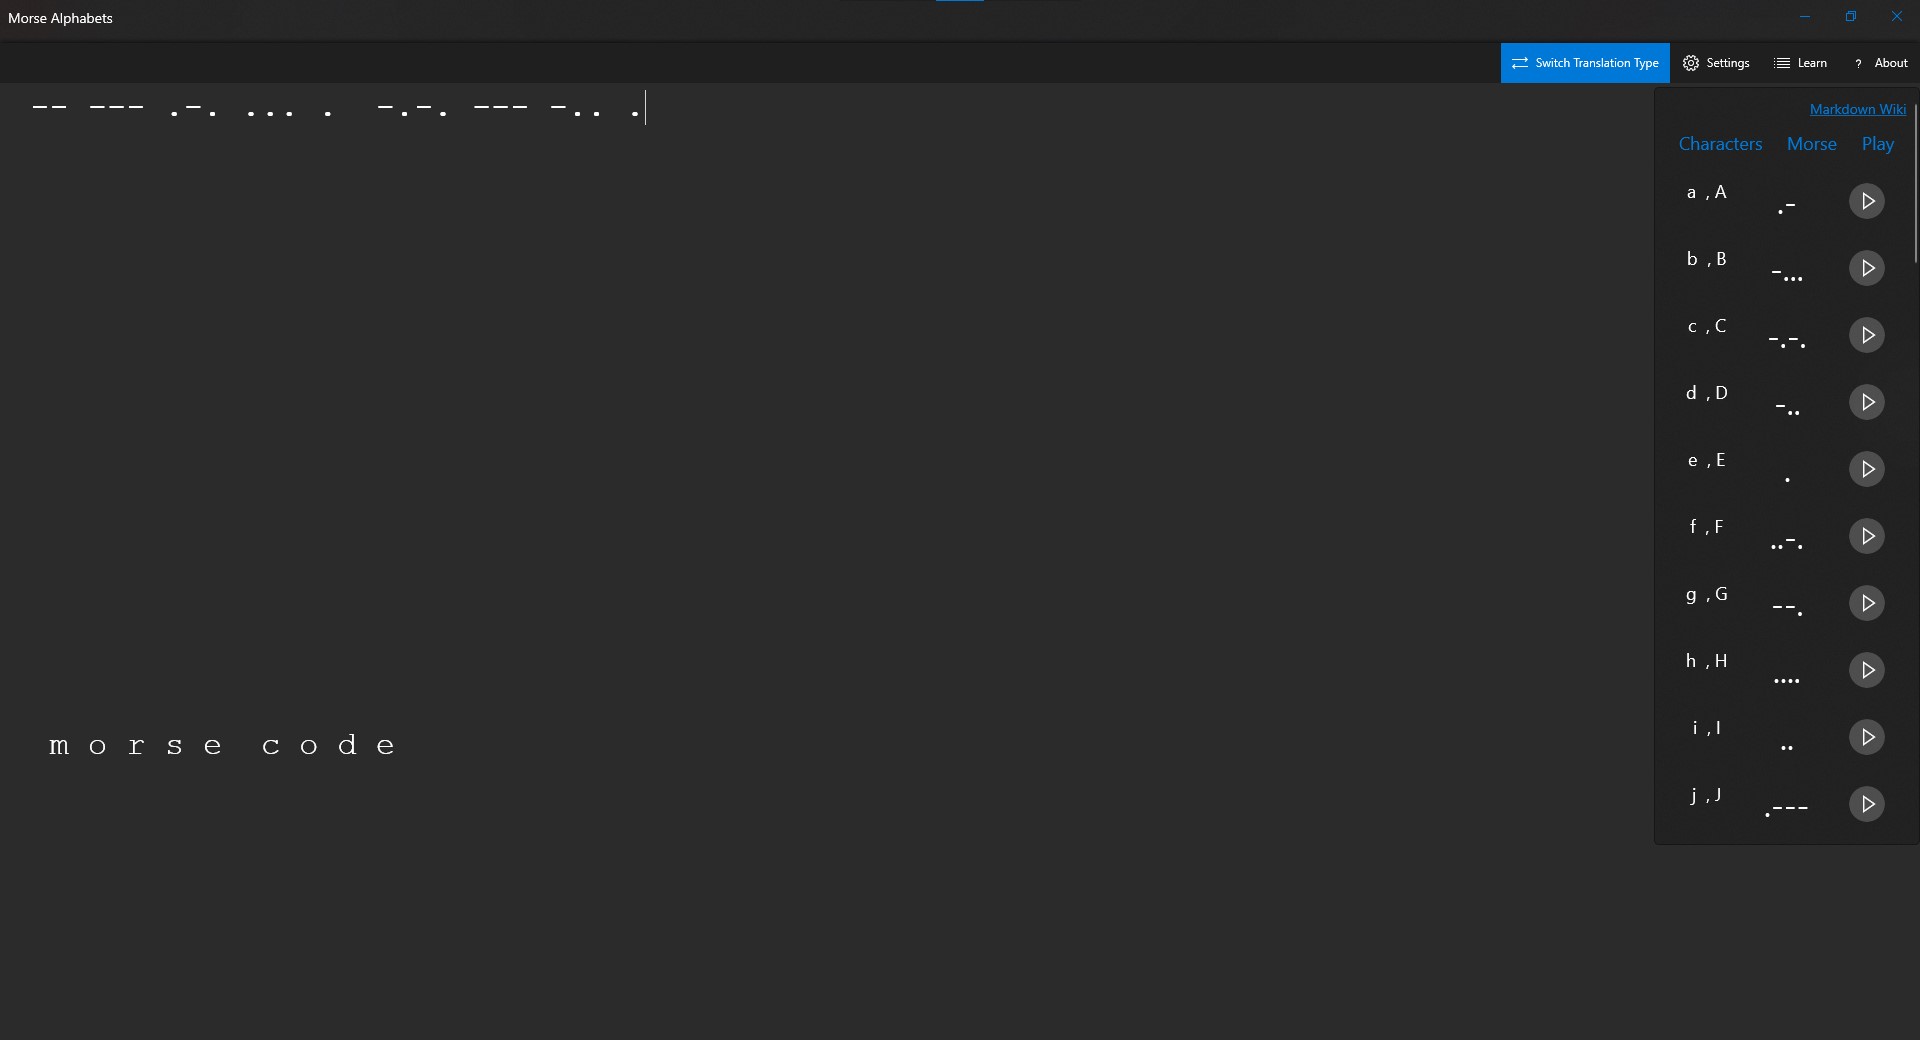 Morse Alphabets
Switch Translation Type Settings Learn ? About
-- --- .-. ... .  -.-. --- -.. .
Markdown Wiki
Characters Morse Play
a , A .-
b , B -...
c , C -.-.
d , D -..
e , E .
f , F ..-.
g , G --.
h , H ....
i , I ..
j , J .---
m o r s e  c o d e